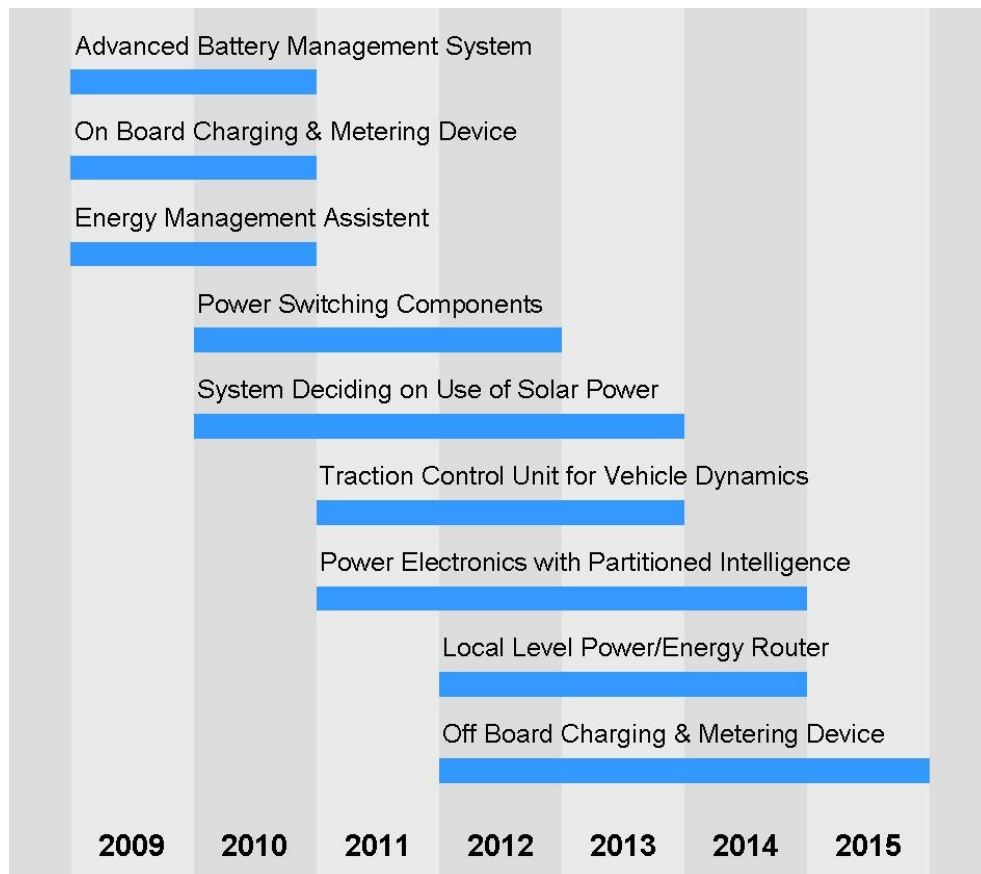 Advanced Battery Management System
On Board Charging & Metering Device
Energy Management Assistent
Power Switching Components
System Deciding on Use of Solar Power
Traction Control Unit for Vehicle Dynamics
Power Electronics with Partitioned Intelligence
Local Level Power/Energy Router
Off Board Charging & Metering Device
2009 2010 2011 2012 2013 2014 2015